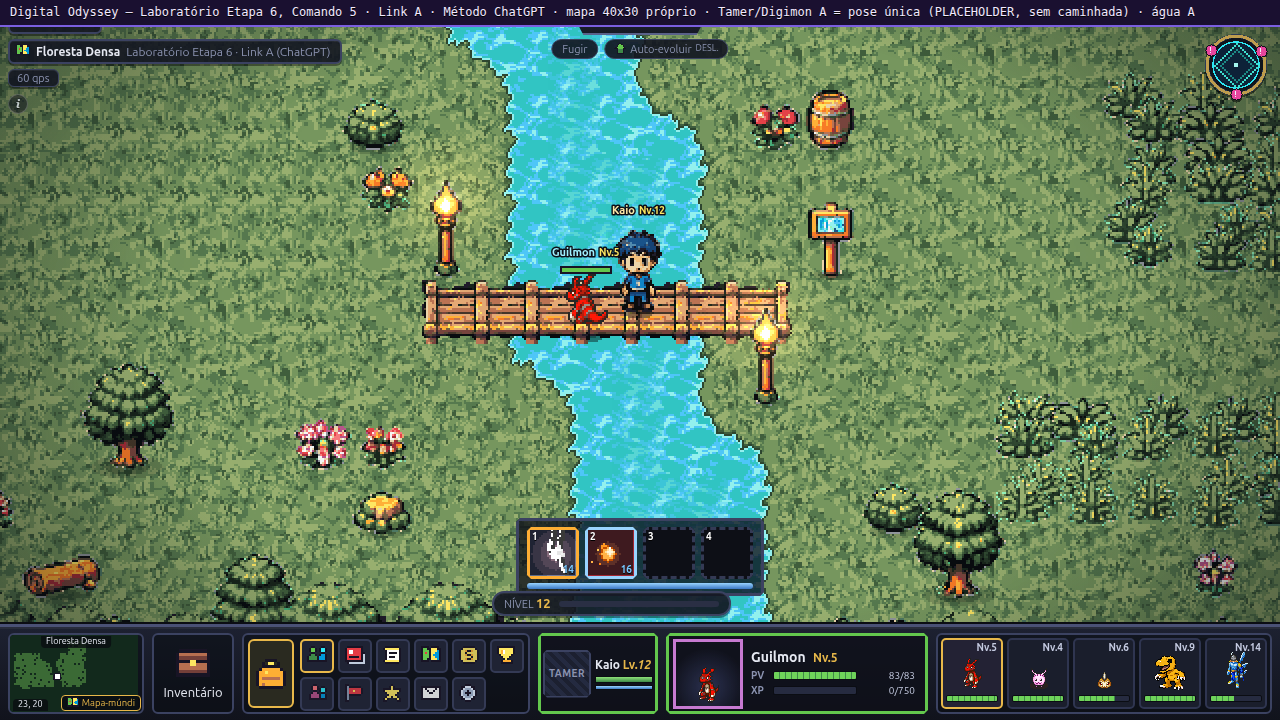 Digital Odyssey — Laboratório Etapa 6, Comando 5 · Link A · Método ChatGPT · mapa 40x30 próprio · Tamer/Digimon A = pose única (PLACEHOLDER, sem caminhada) · água A
Floresta Densa Laboratório Etapa 6 · Link A (ChatGPT)
Fugir
Auto-evoluir DESL.
60 qps
i
Kaio Nv.12
Guilmon Nv.5
1
2
3
4
14
16
NÍVEL 12
Floresta Densa
23, 20
Mapa-múndi
Inventário
TAMER
Kaio Lv.12
Guilmon Nv.5
PV 83/83
XP 0/750
Nv.5
Nv.4
Nv.6
Nv.9
Nv.14